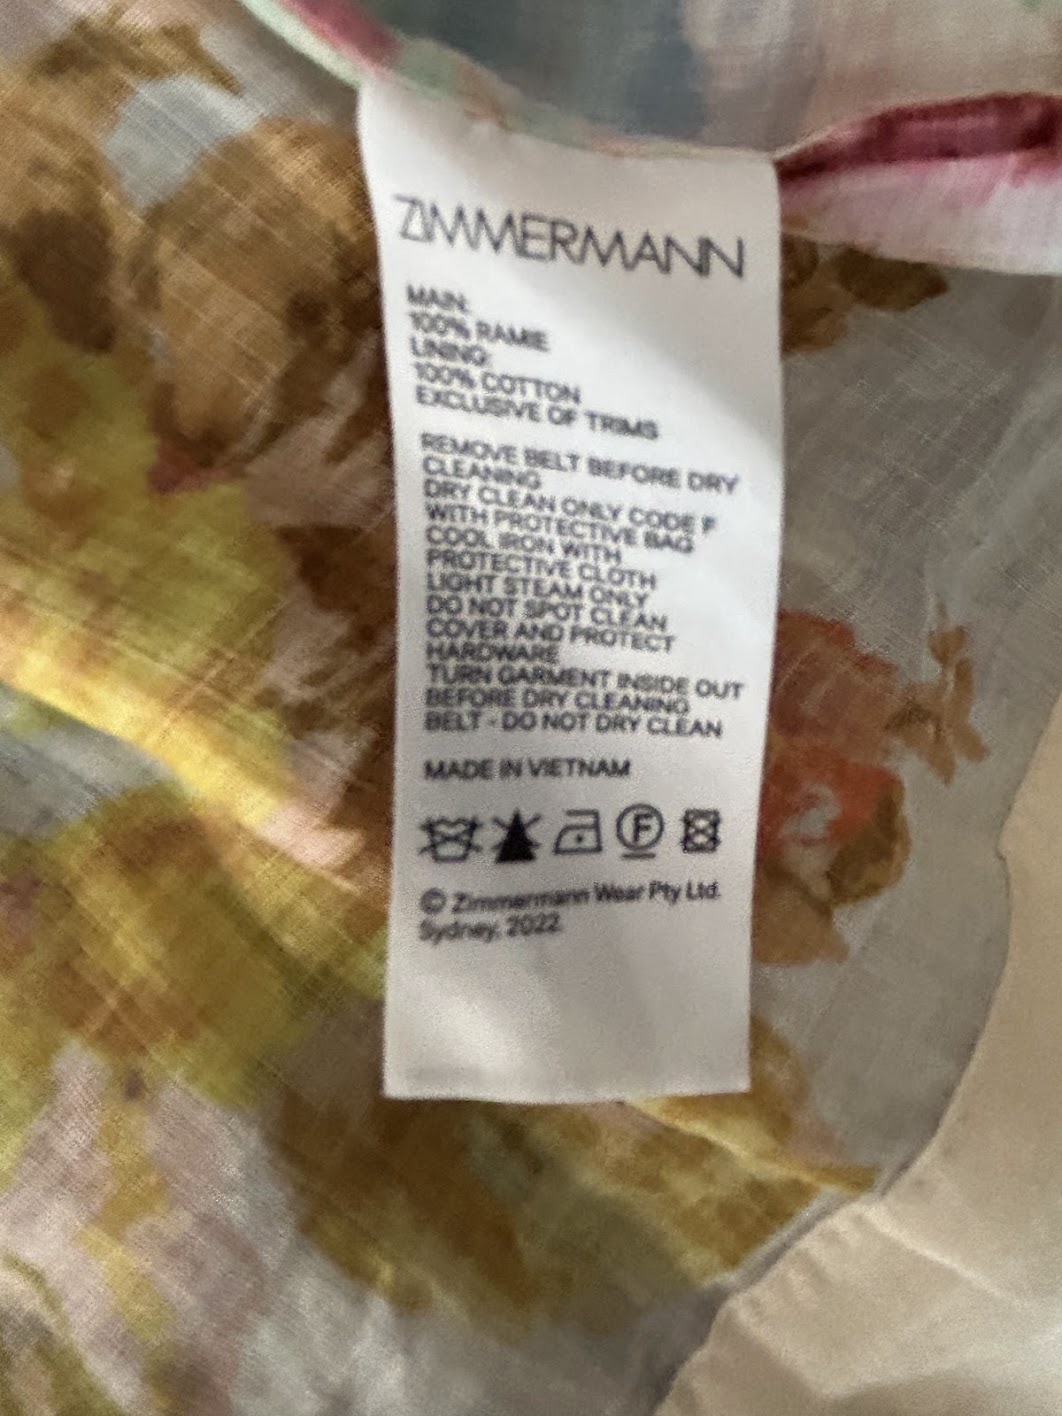 ZIMMERMANN
MAIN:
100% RAMIE
LINING:
100% COTTON
EXCLUSIVE OF TRIMS
REMOVE BELT BEFORE DRY
CLEANING
DRY CLEAN ONLY CODE F
WITH PROTECTIVE BAG
COOL IRON WITH
PROTECTIVE CLOTH
LIGHT STEAM ONLY
DO NOT SPOT CLEAN
COVER AND PROTECT
HARDWARE
TURN GARMENT INSIDE OUT
BEFORE DRY CLEANING
BELT - DO NOT DRY CLEAN
MADE IN VIETNAM
F
© Zimmermann Wear Pty Ltd.
Sydney, 2022